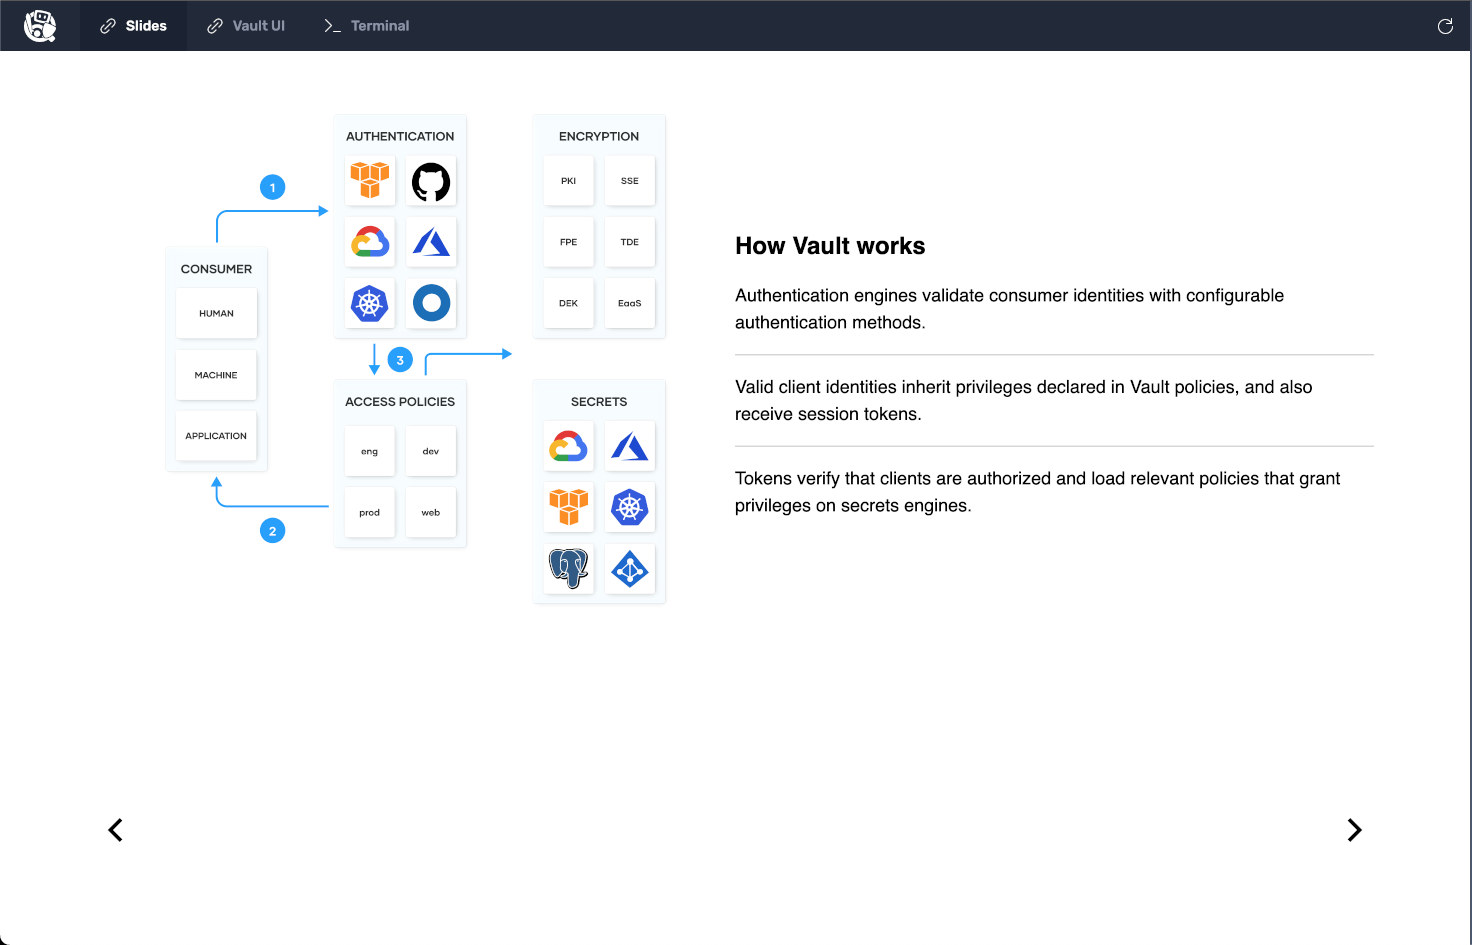 Slides
Vault UI
Terminal
AUTHENTICATION
ENCRYPTION
PKI
SSE
1
FPE
TDE
CONSUMER
HUMAN
DEK
EaaS
MACHINE
3
ACCESS POLICIES
SECRETS
APPLICATION
eng
dev
prod
web
2
How Vault works
Authentication engines validate consumer identities with configurable
authentication methods.
Valid client identities inherit privileges declared in Vault policies, and also
receive session tokens.
Tokens verify that clients are authorized and load relevant policies that grant
privileges on secrets engines.